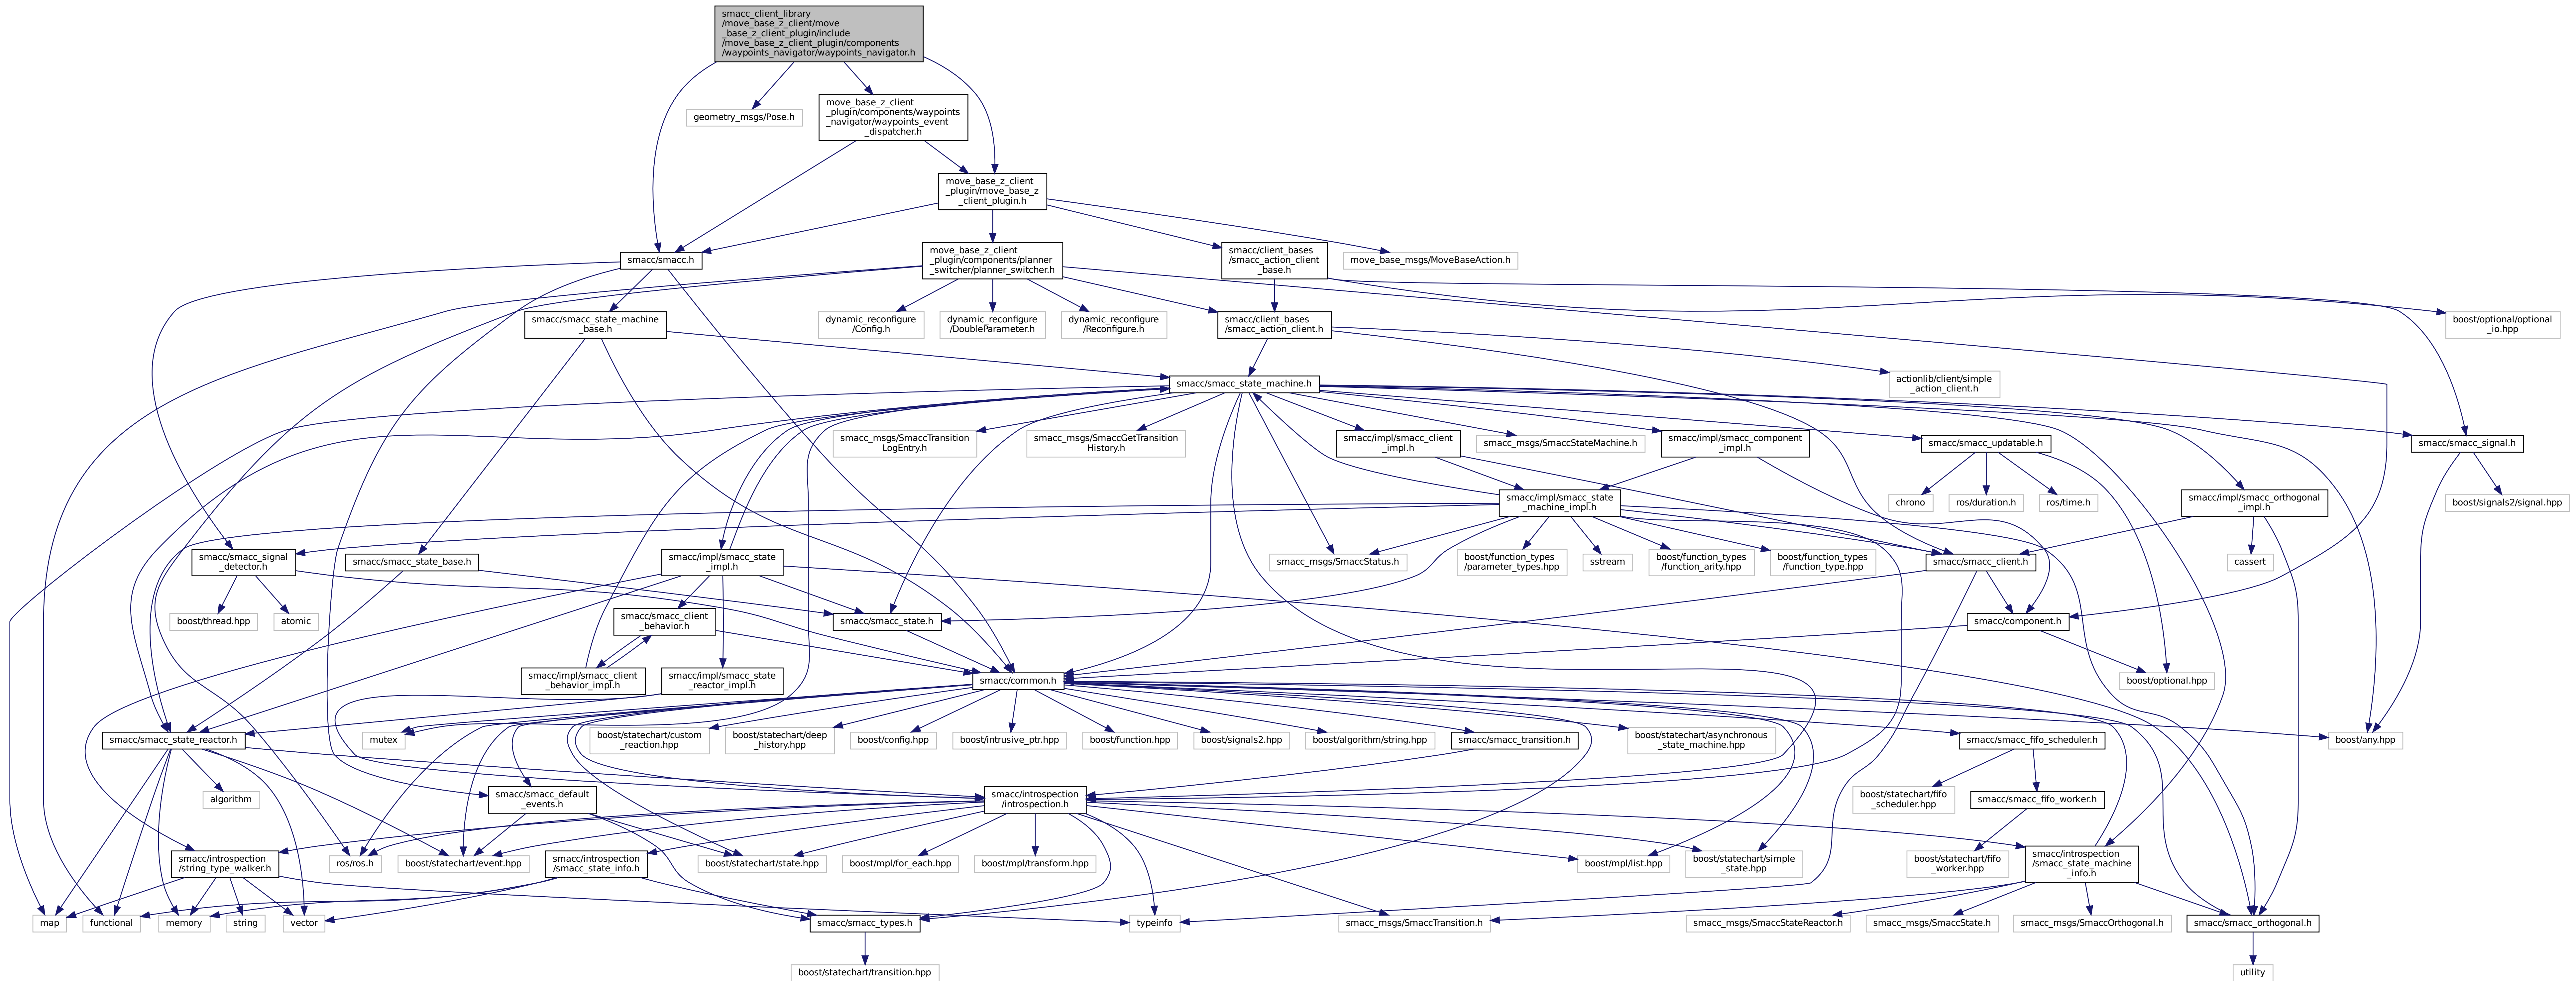 smacc_client_library
/move_base_z_client/move
_base_z_client_plugin/include
/move_base_z_client_plugin/components
/waypoints_navigator/waypoints_navigator.h
geometry_msgs/Pose.h
move_base_z_client
_plugin/components/waypoints
_navigator/waypoints_event
_dispatcher.h
move_base_z_client
_plugin/move_base_z
_client_plugin.h
smacc/smacc.h
move_base_z_client
_plugin/components/planner
_switcher/planner_switcher.h
smacc/client_bases
/smacc_action_client
_base.h
move_base_msgs/MoveBaseAction.h
smacc/smacc_state_machine
_base.h
dynamic_reconfigure
/Config.h
dynamic_reconfigure
/DoubleParameter.h
dynamic_reconfigure
/Reconfigure.h
smacc/client_bases
/smacc_action_client.h
boost/optional/optional
_io.hpp
smacc/smacc_state_machine.h
actionlib/client/simple
_action_client.h
smacc_msgs/SmaccTransition
LogEntry.h
smacc_msgs/SmaccGetTransition
History.h
smacc/impl/smacc_client
_impl.h
smacc_msgs/SmaccStateMachine.h
smacc/impl/smacc_component
_impl.h
smacc/smacc_updatable.h
smacc/smacc_signal.h
smacc/impl/smacc_state
_machine_impl.h
chrono
ros/duration.h
ros/time.h
smacc/impl/smacc_orthogonal
_impl.h
boost/signals2/signal.hpp
smacc/smacc_signal
_detector.h
smacc/smacc_state_base.h
smacc/impl/smacc_state
_impl.h
smacc_msgs/SmaccStatus.h
boost/function_types
/parameter_types.hpp
sstream
boost/function_types
/function_arity.hpp
boost/function_types
/function_type.hpp
smacc/smacc_client.h
cassert
boost/thread.hpp
atomic
smacc/smacc_client
_behavior.h
smacc/smacc_state.h
smacc/component.h
smacc/impl/smacc_client
_behavior_impl.h
smacc/impl/smacc_state
_reactor_impl.h
smacc/common.h
boost/optional.hpp
smacc/smacc_state_reactor.h
mutex
boost/statechart/custom
_reaction.hpp
boost/statechart/deep
_history.hpp
boost/config.hpp
boost/intrusive_ptr.hpp
boost/function.hpp
boost/signals2.hpp
boost/algorithm/string.hpp
smacc/smacc_transition.h
boost/statechart/asynchronous
_state_machine.hpp
smacc/smacc_fifo_scheduler.h
boost/any.hpp
algorithm
smacc/smacc_default
_events.h
smacc/introspection
/introspection.h
boost/statechart/fifo
_scheduler.hpp
smacc/smacc_fifo_worker.h
smacc/introspection
/string_type_walker.h
ros/ros.h
boost/statechart/event.hpp
smacc/introspection
/smacc_state_info.h
boost/statechart/state.hpp
boost/mpl/for_each.hpp
boost/mpl/transform.hpp
boost/mpl/list.hpp
boost/statechart/simple
_state.hpp
boost/statechart/fifo
_worker.hpp
smacc/introspection
/smacc_state_machine
_info.h
map
functional
memory
string
vector
smacc/smacc_types.h
typeinfo
smacc_msgs/SmaccTransition.h
smacc_msgs/SmaccStateReactor.h
smacc_msgs/SmaccState.h
smacc_msgs/SmaccOrthogonal.h
smacc/smacc_orthogonal.h
boost/statechart/transition.hpp
utility